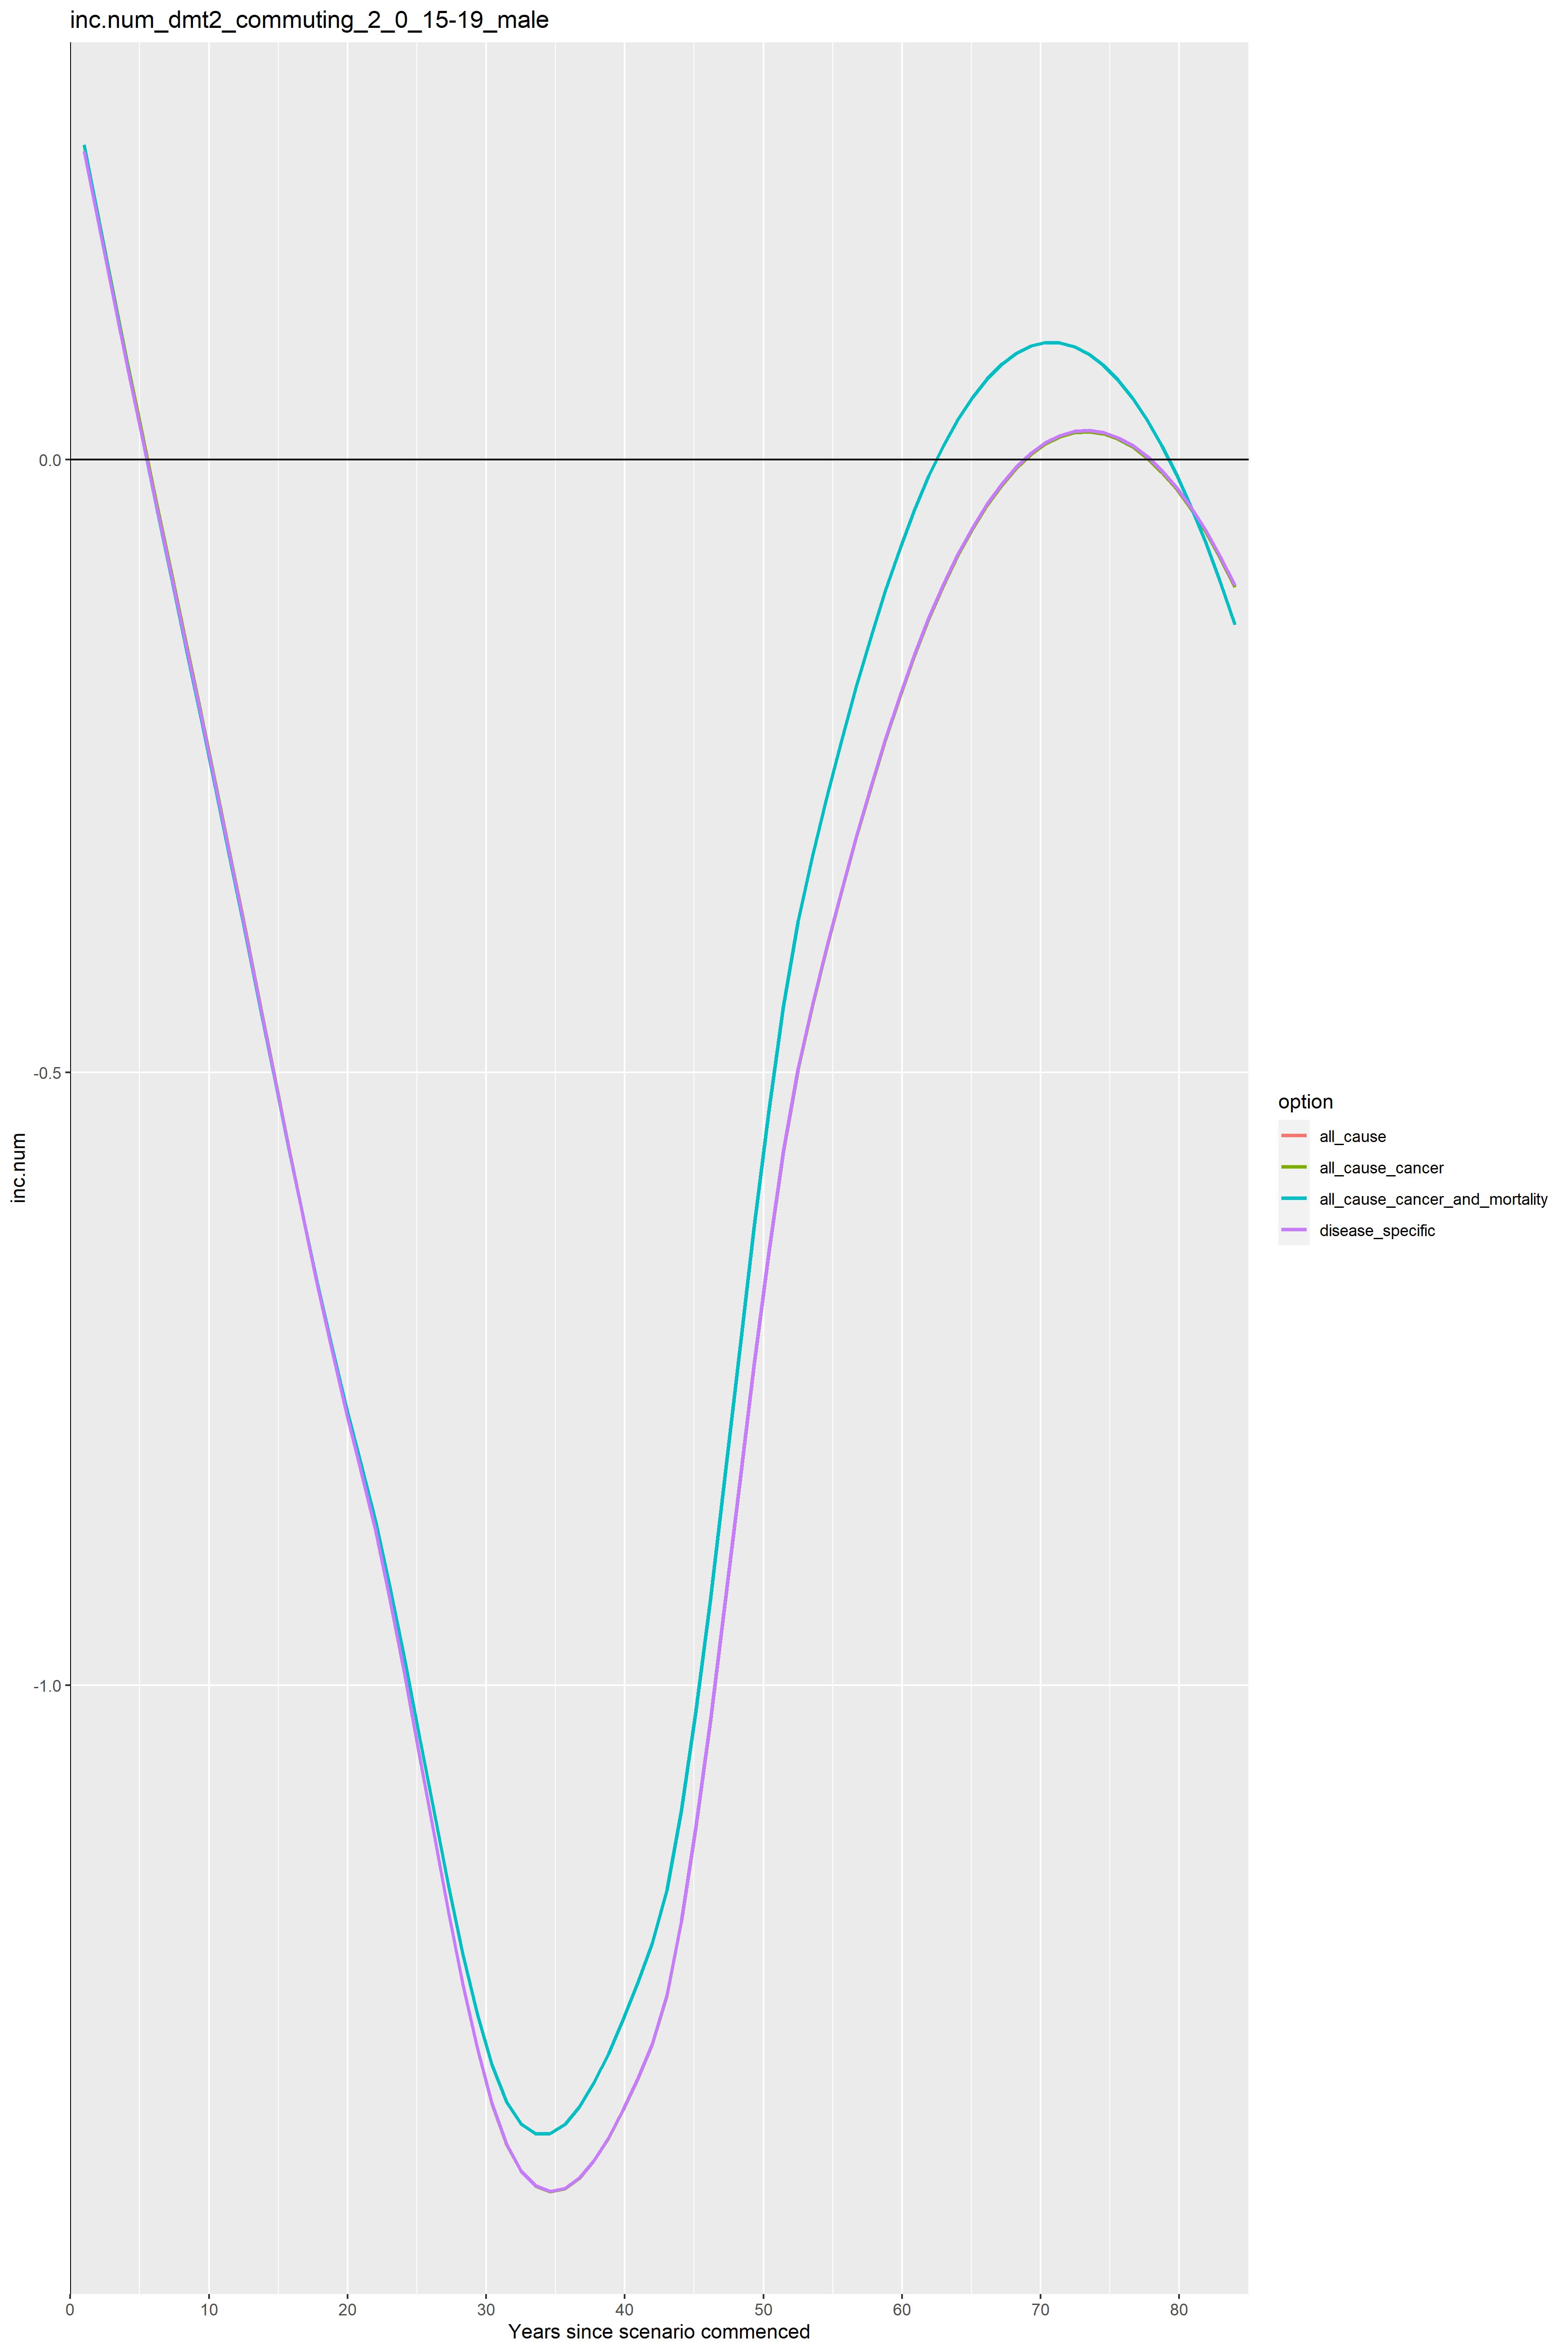 inc.num_dmt2_commuting_2_0_15-19_male
0.0
-0.5
-1.0
inc.num
0 10 20 30 40 50 60 70 80
Years since scenario commenced
option
all_cause
all_cause_cancer
all_cause_cancer_and_mortality
disease_specific